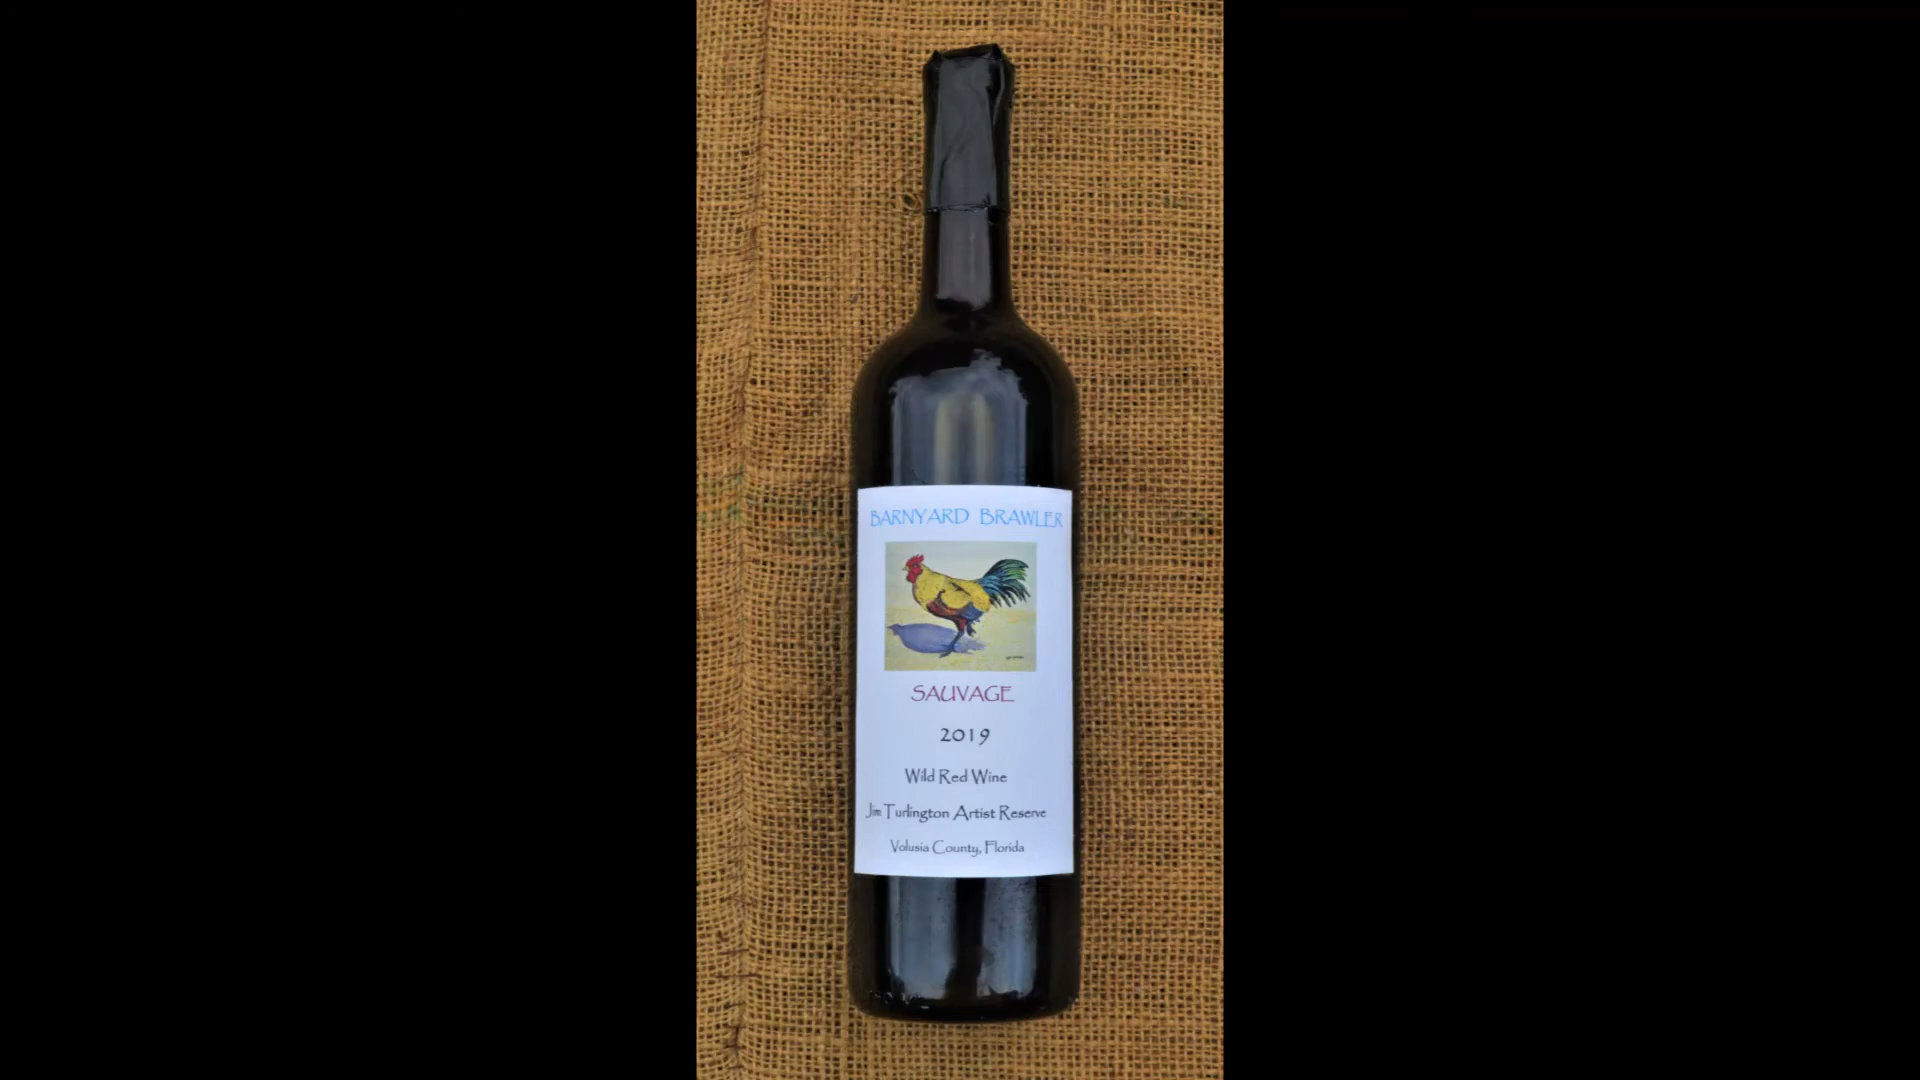 BARNYARD BRAWLER
SAUVAGE
2019
Wild Red Wine
Jim Turlington Artist Reserve
Volusia County, Florida